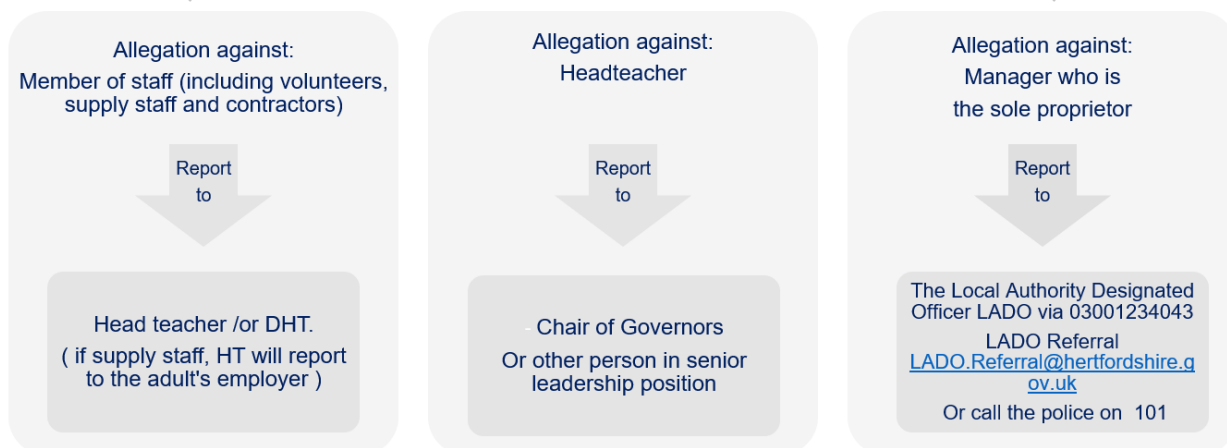 Allegation against:
Member of staff (including volunteers,
supply staff and contractors)
Report
to
Head teacher /or DHT.
( if supply staff, HT will report
to the adult's employer )
Allegation against:
Headteacher
Report
to
- Chair of Governors
Or other person in senior
leadership position
Allegation against:
Manager who is
the sole proprietor
Report
to
The Local Authority Designated
Officer LADO via 03001234043
LADO Referral
LADO.Referral@hertfordshire.g
ov.uk
Or call the police on 101